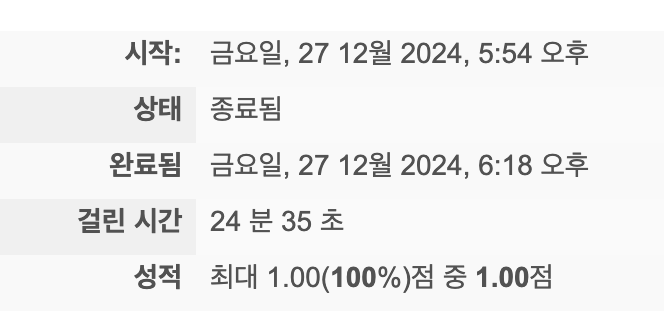 시작: 금요일, 27 12월 2024, 5:54 오후
상태 종료됨
완료됨 금요일, 27 12월 2024, 6:18 오후
걸린 시간 24 분 35 초
성적 최대 1.00(100%)점 중 1.00점